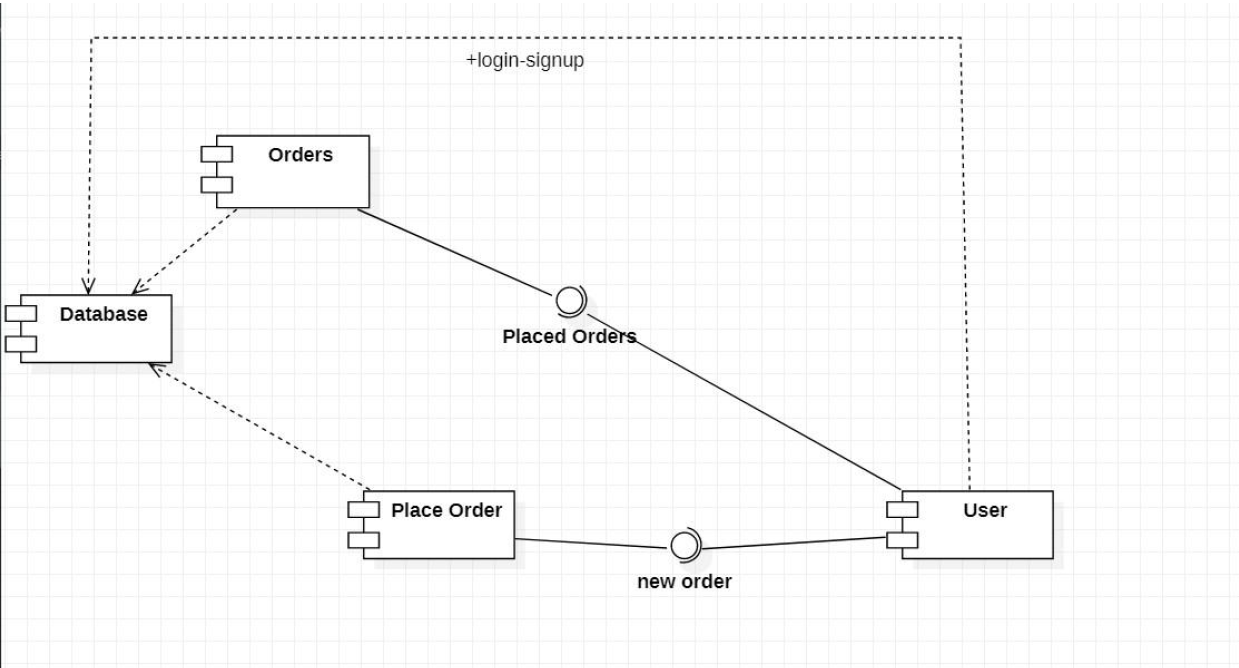 +login-signup
Orders
Database
Placed Orders
Place Order
User
new order